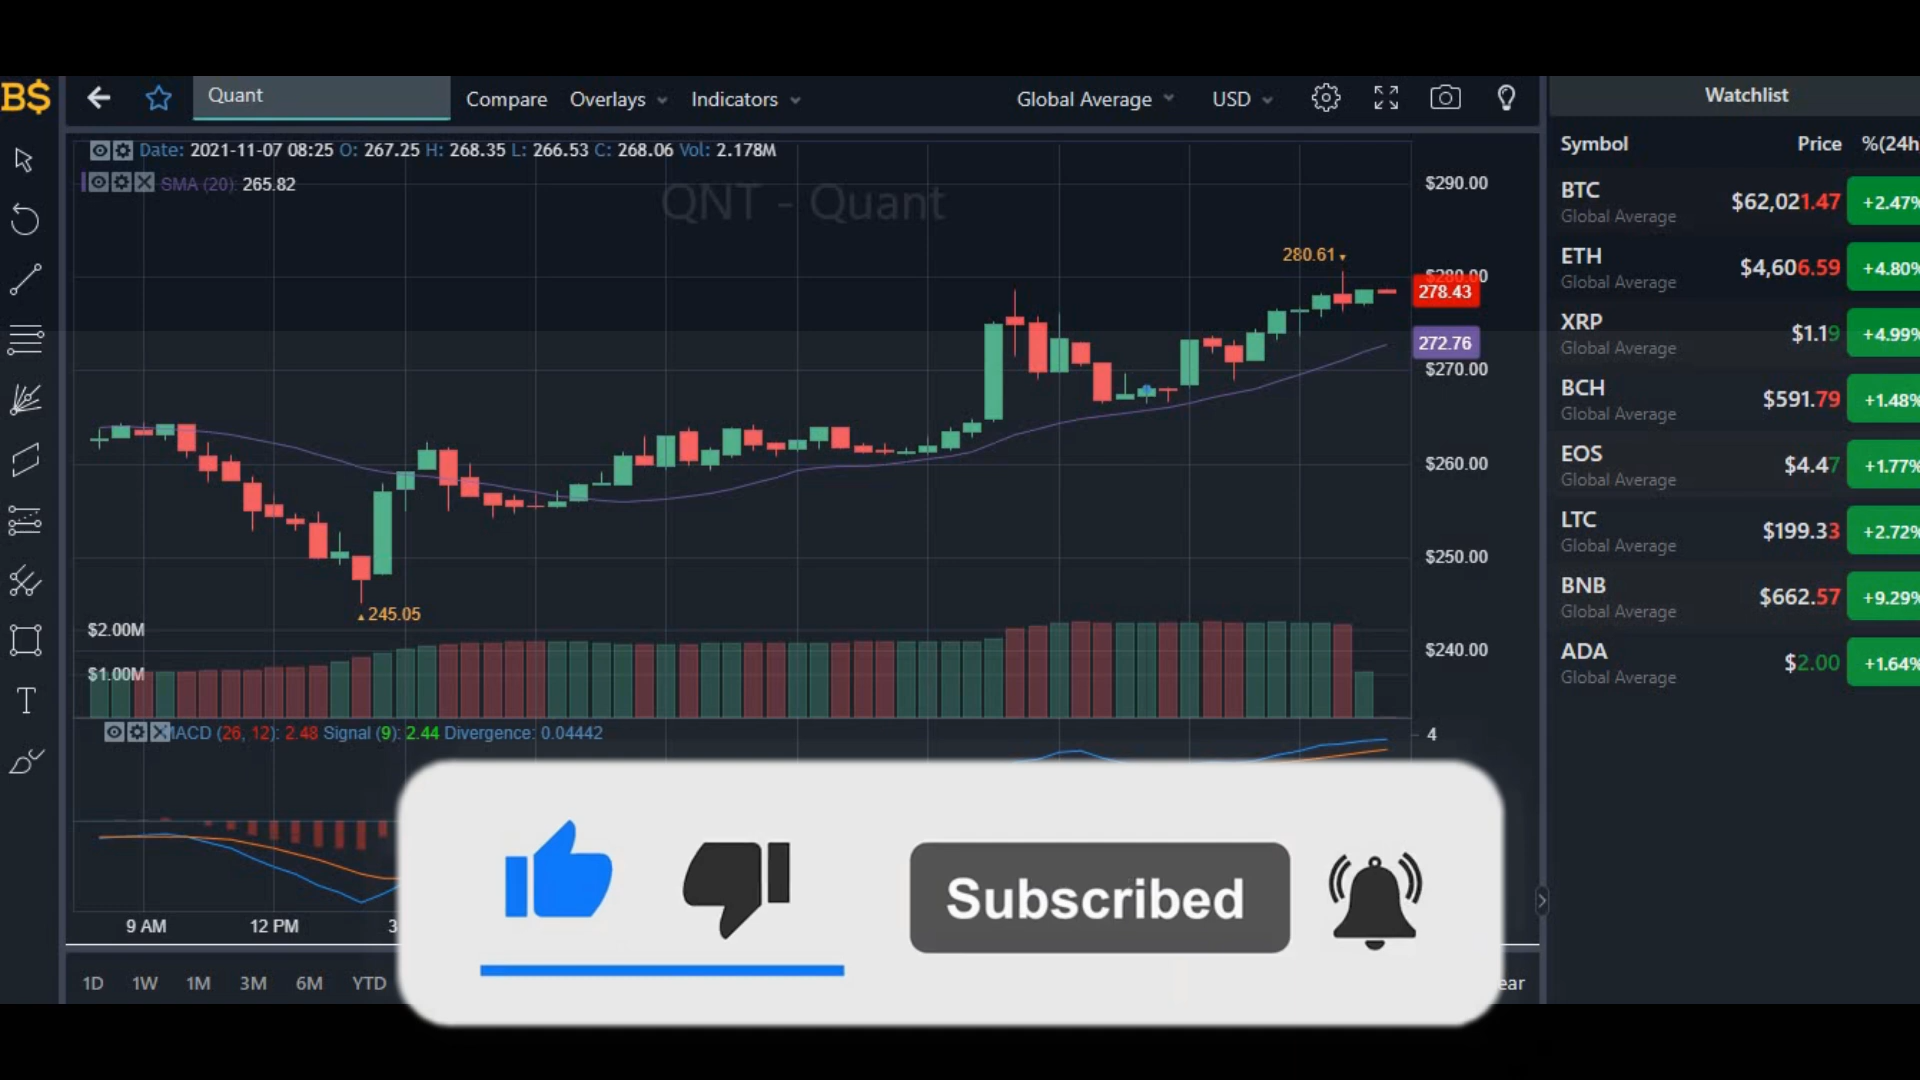 B$
Quant
Compare Overlays Indicators
Global Average USD
Watchlist
Date: 2021-11-07 08:25 O: 267.25 H: 268.35 L: 266.53 C: 268.06 Vol: 2.178M
SMA (20): 265.82
QNT - Quant
$290.00
280.61
$280.00
278.43
272.76
$270.00
$260.00
$250.00
245.05
$240.00
$2.00M
$1.00M
MACD (26, 12): 2.48 Signal (9): 2.44 Divergence: 0.04442
4
9 AM 12 PM 3
1D 1W 1M 3M 6M YTD
ear
Subscribed
Symbol Price %(24h
BTC $62,021.47 +2.47%
Global Average
ETH $4,606.59 +4.80%
Global Average
XRP $1.19 +4.99%
Global Average
BCH $591.79 +1.48%
Global Average
EOS $4.47 +1.77%
Global Average
LTC $199.33 +2.72%
Global Average
BNB $662.57 +9.29%
Global Average
ADA $2.00 +1.64%
Global Average
T